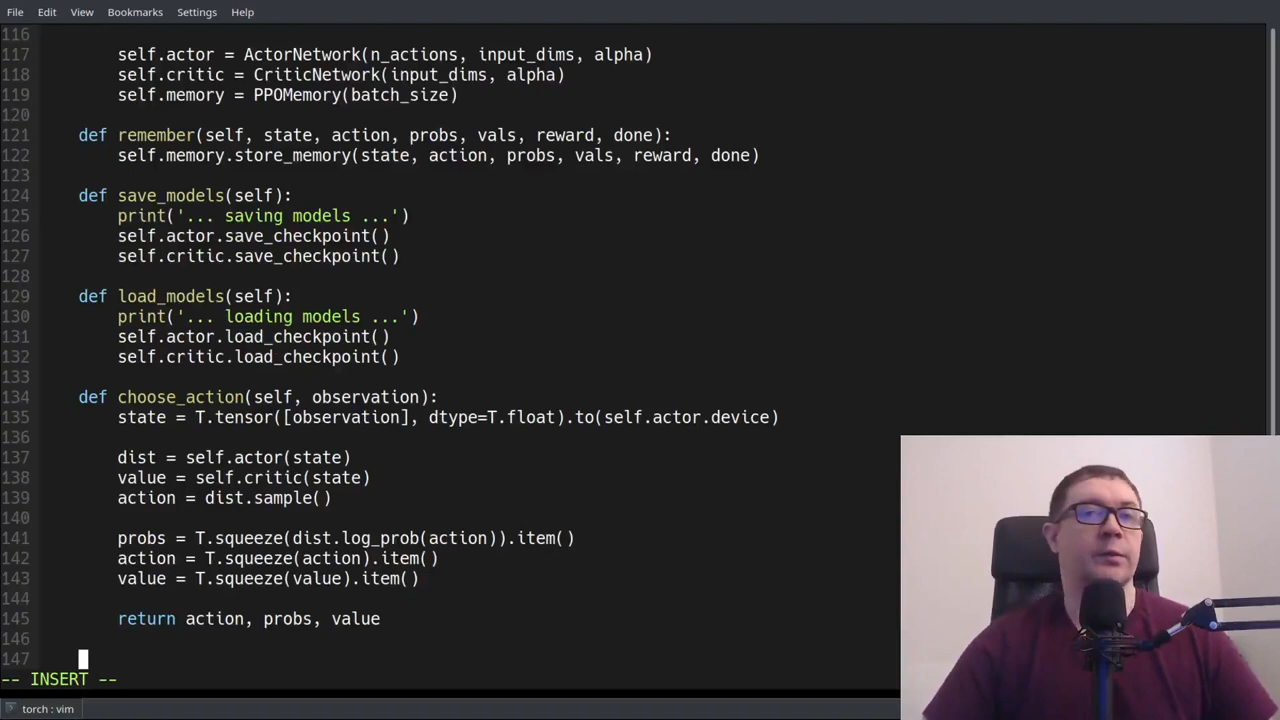 File Edit View Bookmarks Settings Help
116
117 self.actor = ActorNetwork(n_actions, input_dims, alpha)
118 self.critic = CriticNetwork(input_dims, alpha)
119 self.memory = PPOMemory(batch_size)
120
121 def remember(self, state, action, probs, vals, reward, done):
122 self.memory.store_memory(state, action, probs, vals, reward, done)
123
124 def save_models(self):
125 print('... saving models ...')
126 self.actor.save_checkpoint()
127 self.critic.save_checkpoint()
128
129 def load_models(self):
130 print('... loading models ...')
131 self.actor.load_checkpoint()
132 self.critic.load_checkpoint()
133
134 def choose_action(self, observation):
135 state = T.tensor([observation], dtype=T.float).to(self.actor.device)
136
137 dist = self.actor(state)
138 value = self.critic(state)
139 action = dist.sample()
140
141 probs = T.squeeze(dist.log_prob(action)).item()
142 action = T.squeeze(action).item()
143 value = T.squeeze(value).item()
144
145 return action, probs, value
146
147
-- INSERT --
torch : vim